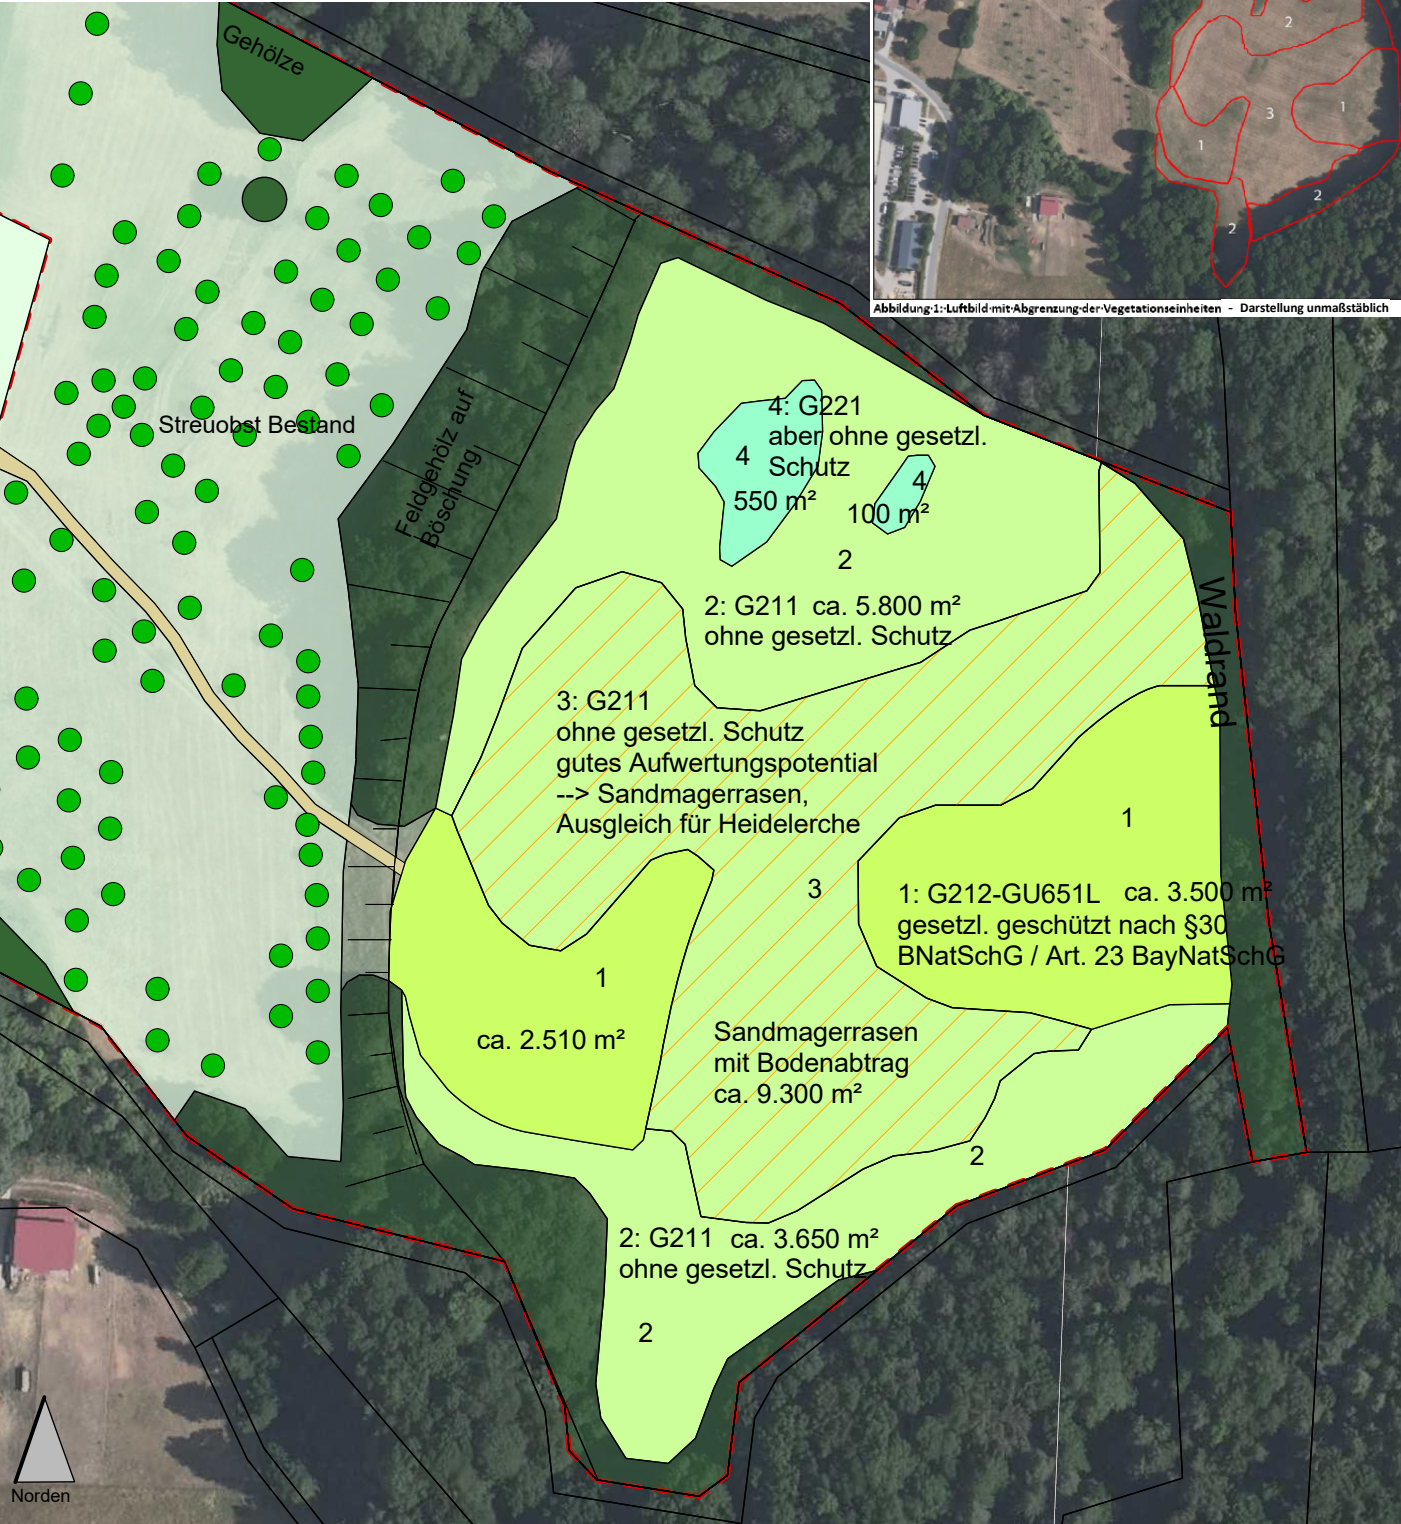 Gehölze
2
1
3
1
2
2
Abbildung·1:·Luftbild·mit·Abgrenzung·der·Vegetationseinheiten - Darstellung unmaßstäblich
Streuobst Bestand
Feldgehölz auf
Böschung
4: G221
aber ohne gesetzl.
Schutz
4
550 m²
4
100 m²
2
2: G211 ca. 5.800 m²
ohne gesetzl. Schutz
Waldrand
3: G211
ohne gesetzl. Schutz
gutes Aufwertungspotential
--> Sandmagerrasen,
Ausgleich für Heidelerche
1
3
1: G212-GU651L ca. 3.500 m²
gesetzl. geschützt nach §30
BNatSchG / Art. 23 BayNatSchG
1
ca. 2.510 m²
Sandmagerrasen
mit Bodenabtrag
ca. 9.300 m²
2
2: G211 ca. 3.650 m²
ohne gesetzl. Schutz
2
Norden